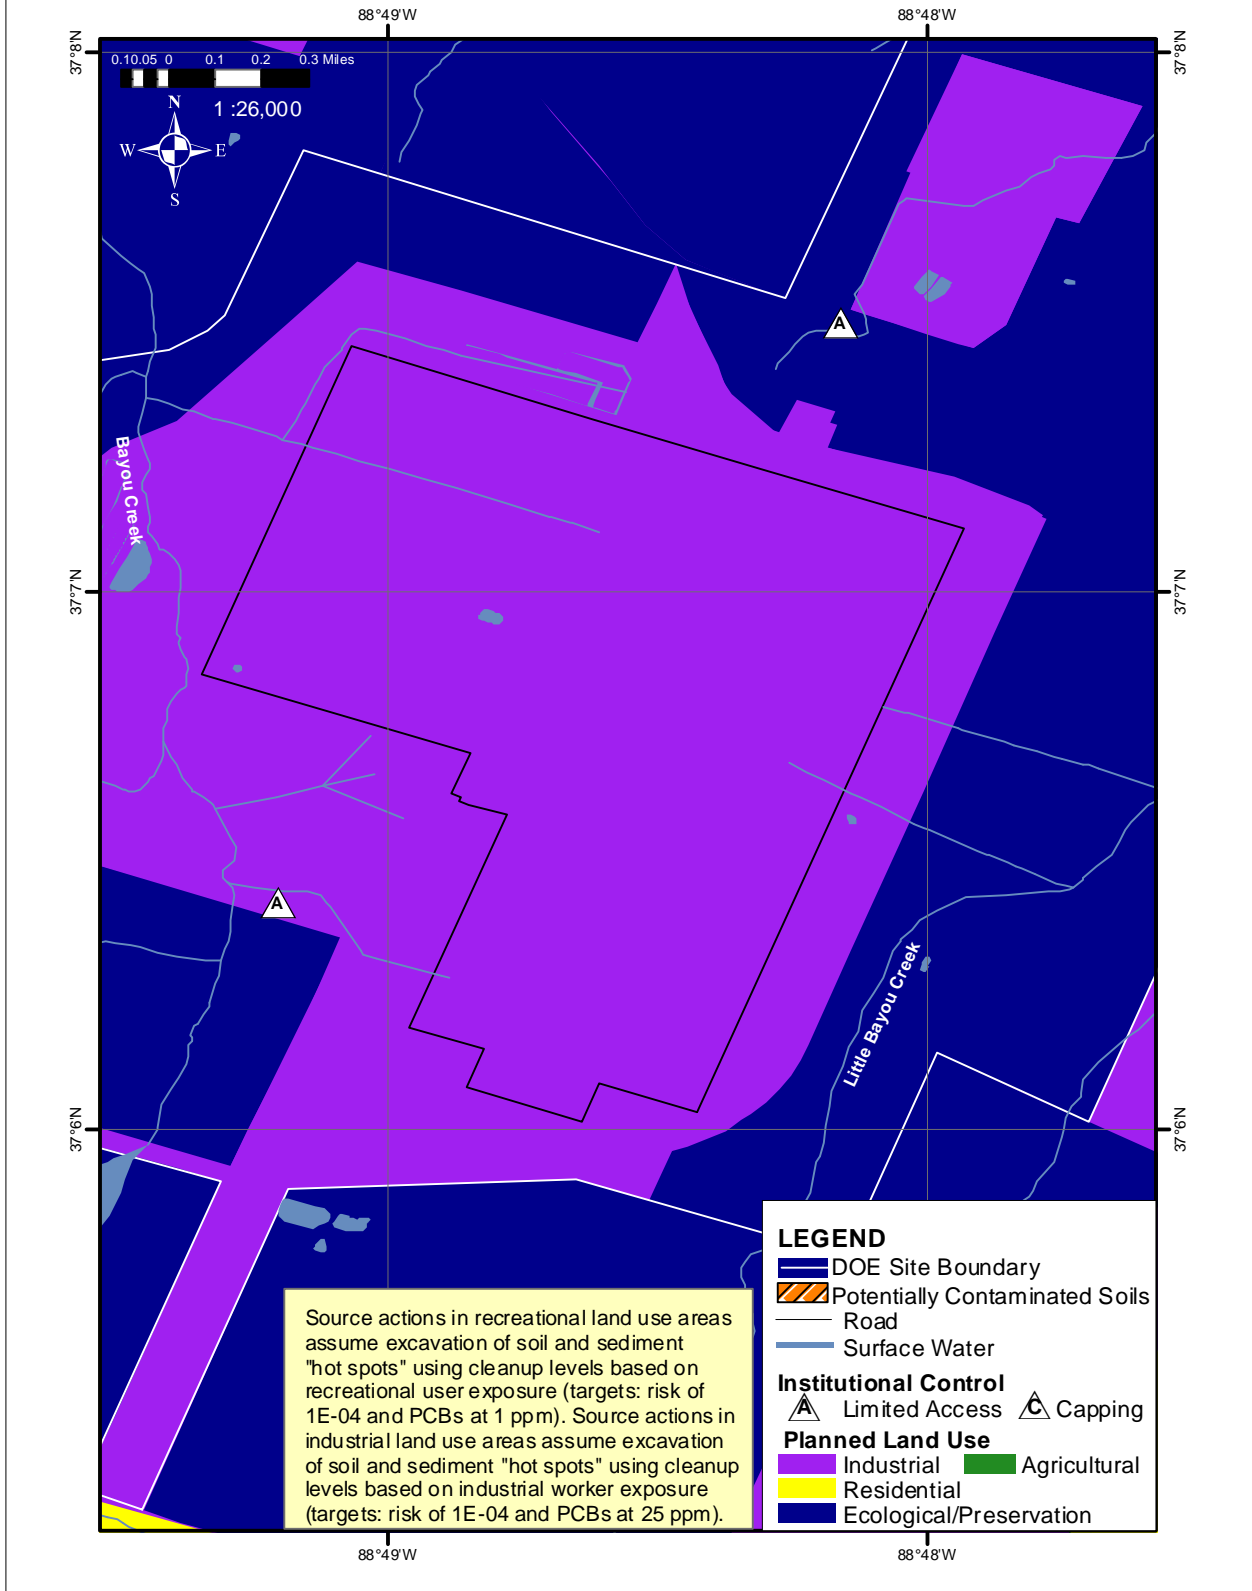 88°49'W
88°48'W
37°8'N
37°8'N
0.10.05 0 0.1 0.2 0.3 Miles
1 :26,000
N
W
E
S
A
Bayou Creek
37°7'N
37°7'N
A
Little Bayou Creek
37°6'N
37°6'N
LEGEND
DOE Site Boundary
Potentially Contaminated Soils
Road
Surface Water
Institutional Control
A Limited Access C Capping
Planned Land Use
Industrial Agricultural
Residential
Ecological/Preservation
Source actions in recreational land use areas
assume excavation of soil and sediment
"hot spots" using cleanup levels based on
recreational user exposure (targets: risk of
1E-04 and PCBs at 1 ppm). Source actions in
industrial land use areas assume excavation
of soil and sediment "hot spots" using cleanup
levels based on industrial worker exposure
(targets: risk of 1E-04 and PCBs at 25 ppm).
88°49'W
88°48'W